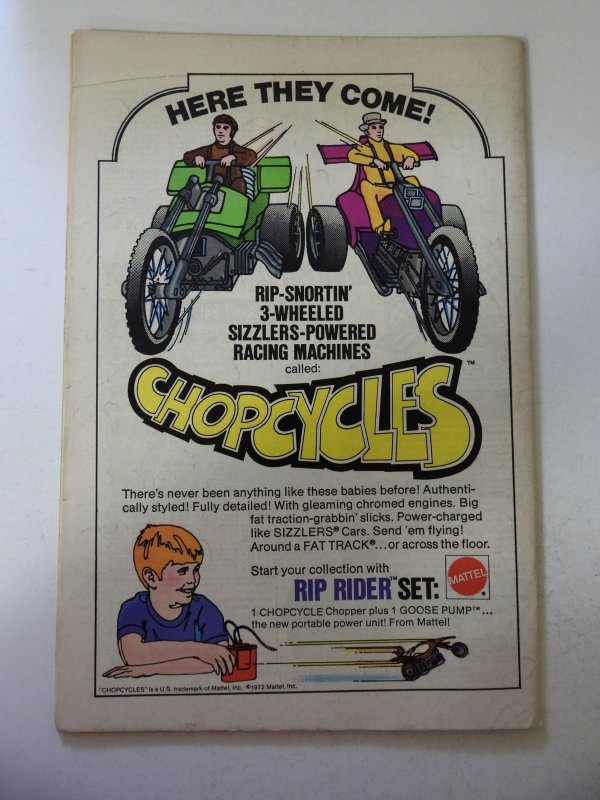 HERE THEY COME!
RIP-SNORTIN'
3-WHEELED
SIZZLERS-POWERED
RACING MACHINES
called:
CHOPCYCLES™
There's never been anything like these babies before! Authenti-
cally styled! Fully detailed! With gleaming chromed engines. Big
fat traction-grabbin' slicks. Power-charged
like SIZZLERS® Cars. Send 'em flying!
Around a FAT TRACK®...or across the floor.
Start your collection with
RIP RIDER™ SET:
MATTEL®
1 CHOPCYCLE Chopper plus 1 GOOSE PUMP™...
the new portable power unit! From Mattel!
"CHOPCYCLES" is a U.S. trademark of Mattel, Inc. ©1972 Mattel, Inc.